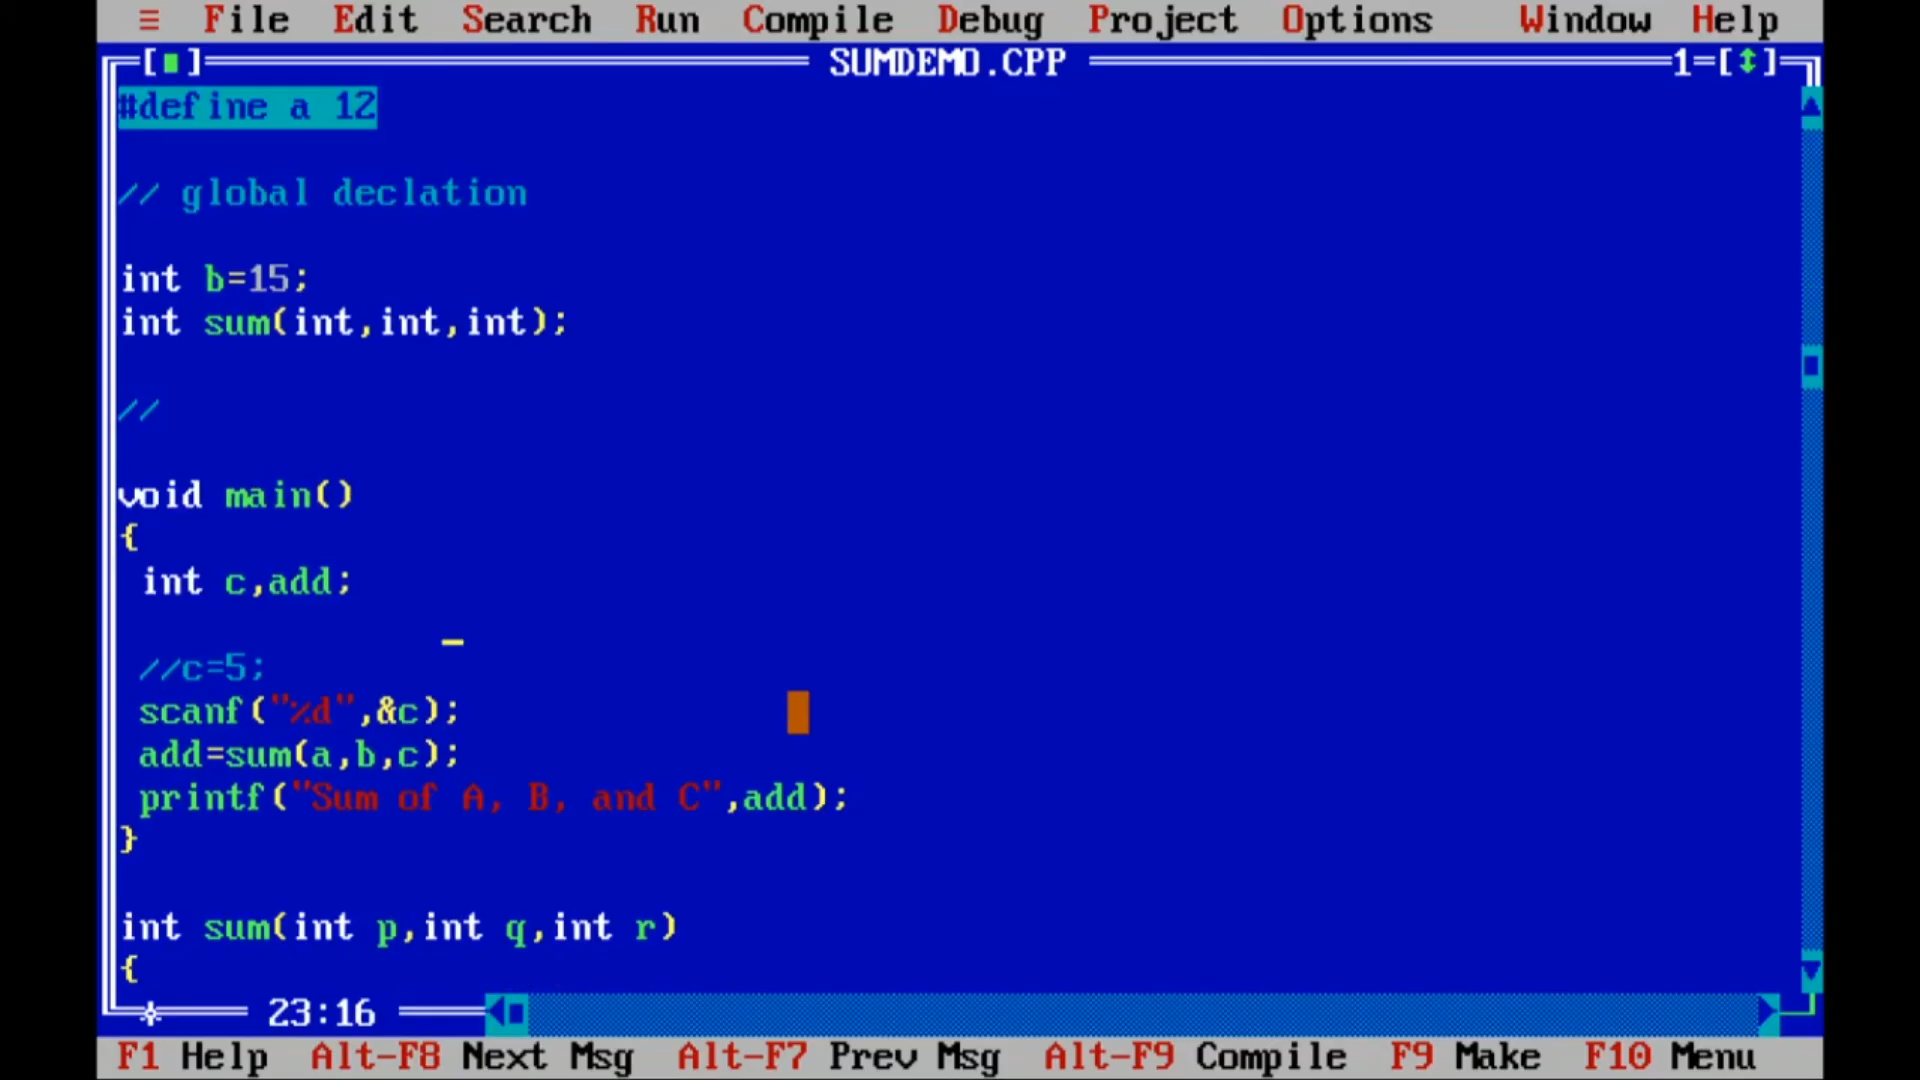 ≡ File Edit Search Run Compile Debug Project Options Window Help
[■] SUMDEMO.CPP 1=[↕]
#define a 12
// global declation
int b=15;
int sum(int,int,int);
//
void main()
{
int c,add;
//c=5;
scanf("%d",&c);
add=sum(a,b,c);
printf("Sum of A, B, and C",add);
}
int sum(int p,int q,int r)
{
23:16
F1 Help Alt-F8 Next Msg Alt-F7 Prev Msg Alt-F9 Compile F9 Make F10 Menu